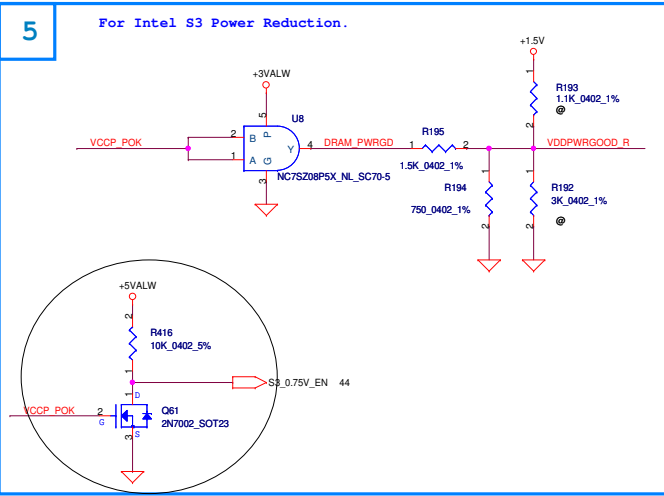 5
For Intel S3 Power Reduction.
+1.5V
+3VALW
1
R193
1.1K_0402_1%
@
2
5
U8
P
VCCP_POK
2
B
Y
4
DRAM_PWRGD
R195
1
2
VDDPWRGOOD_R
1
A
G
1.5K_0402_1%
3
NC7SZ08P5X_NL_SC70-5
1
R194
750_0402_1%
2
1
R192
3K_0402_1%
2
@
+5VALW
2
R416
10K_0402_5%
1
S3_0.75V_EN 44
1
D
VCCP_POK
2
G
Q61
2N7002_SOT23
3
S